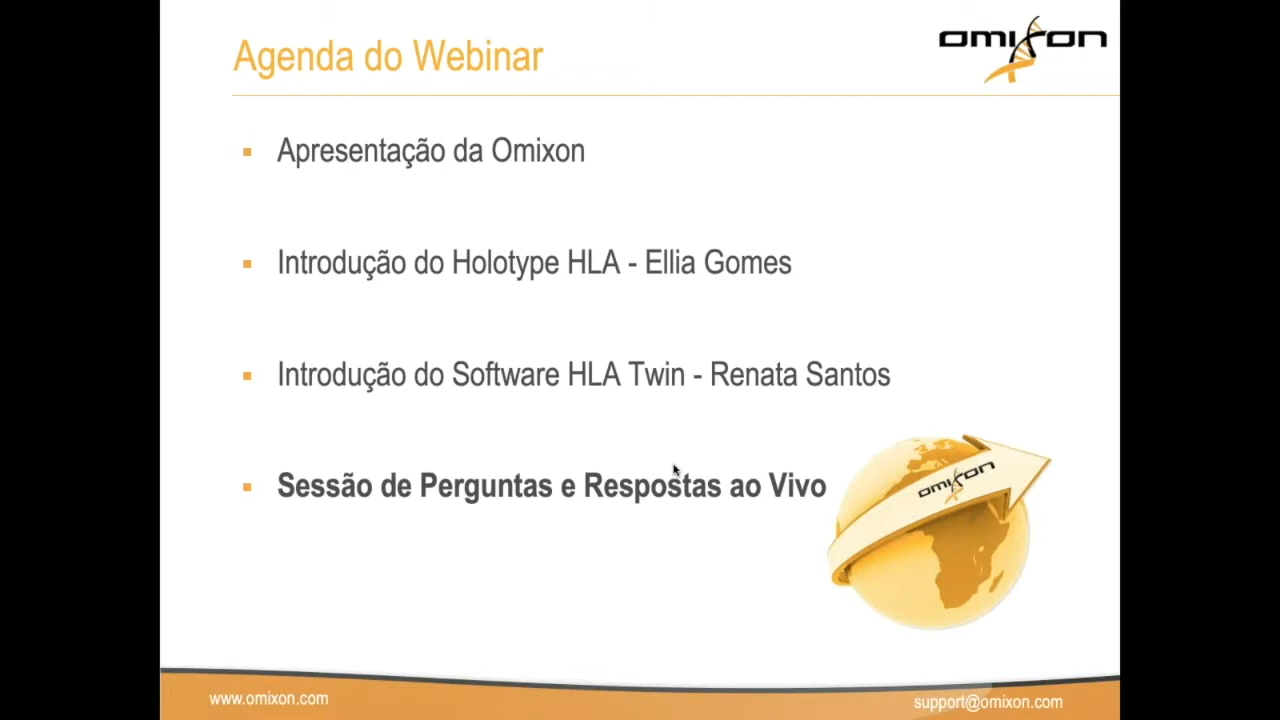 Agenda do Webinar
omixon
Apresentação da Omixon
Introdução do Holotype HLA - Ellia Gomes
Introdução do Software HLA Twin - Renata Santos
Sessão de Perguntas e Respostas ao Vivo
omixon
www.omixon.com
support@omixon.com